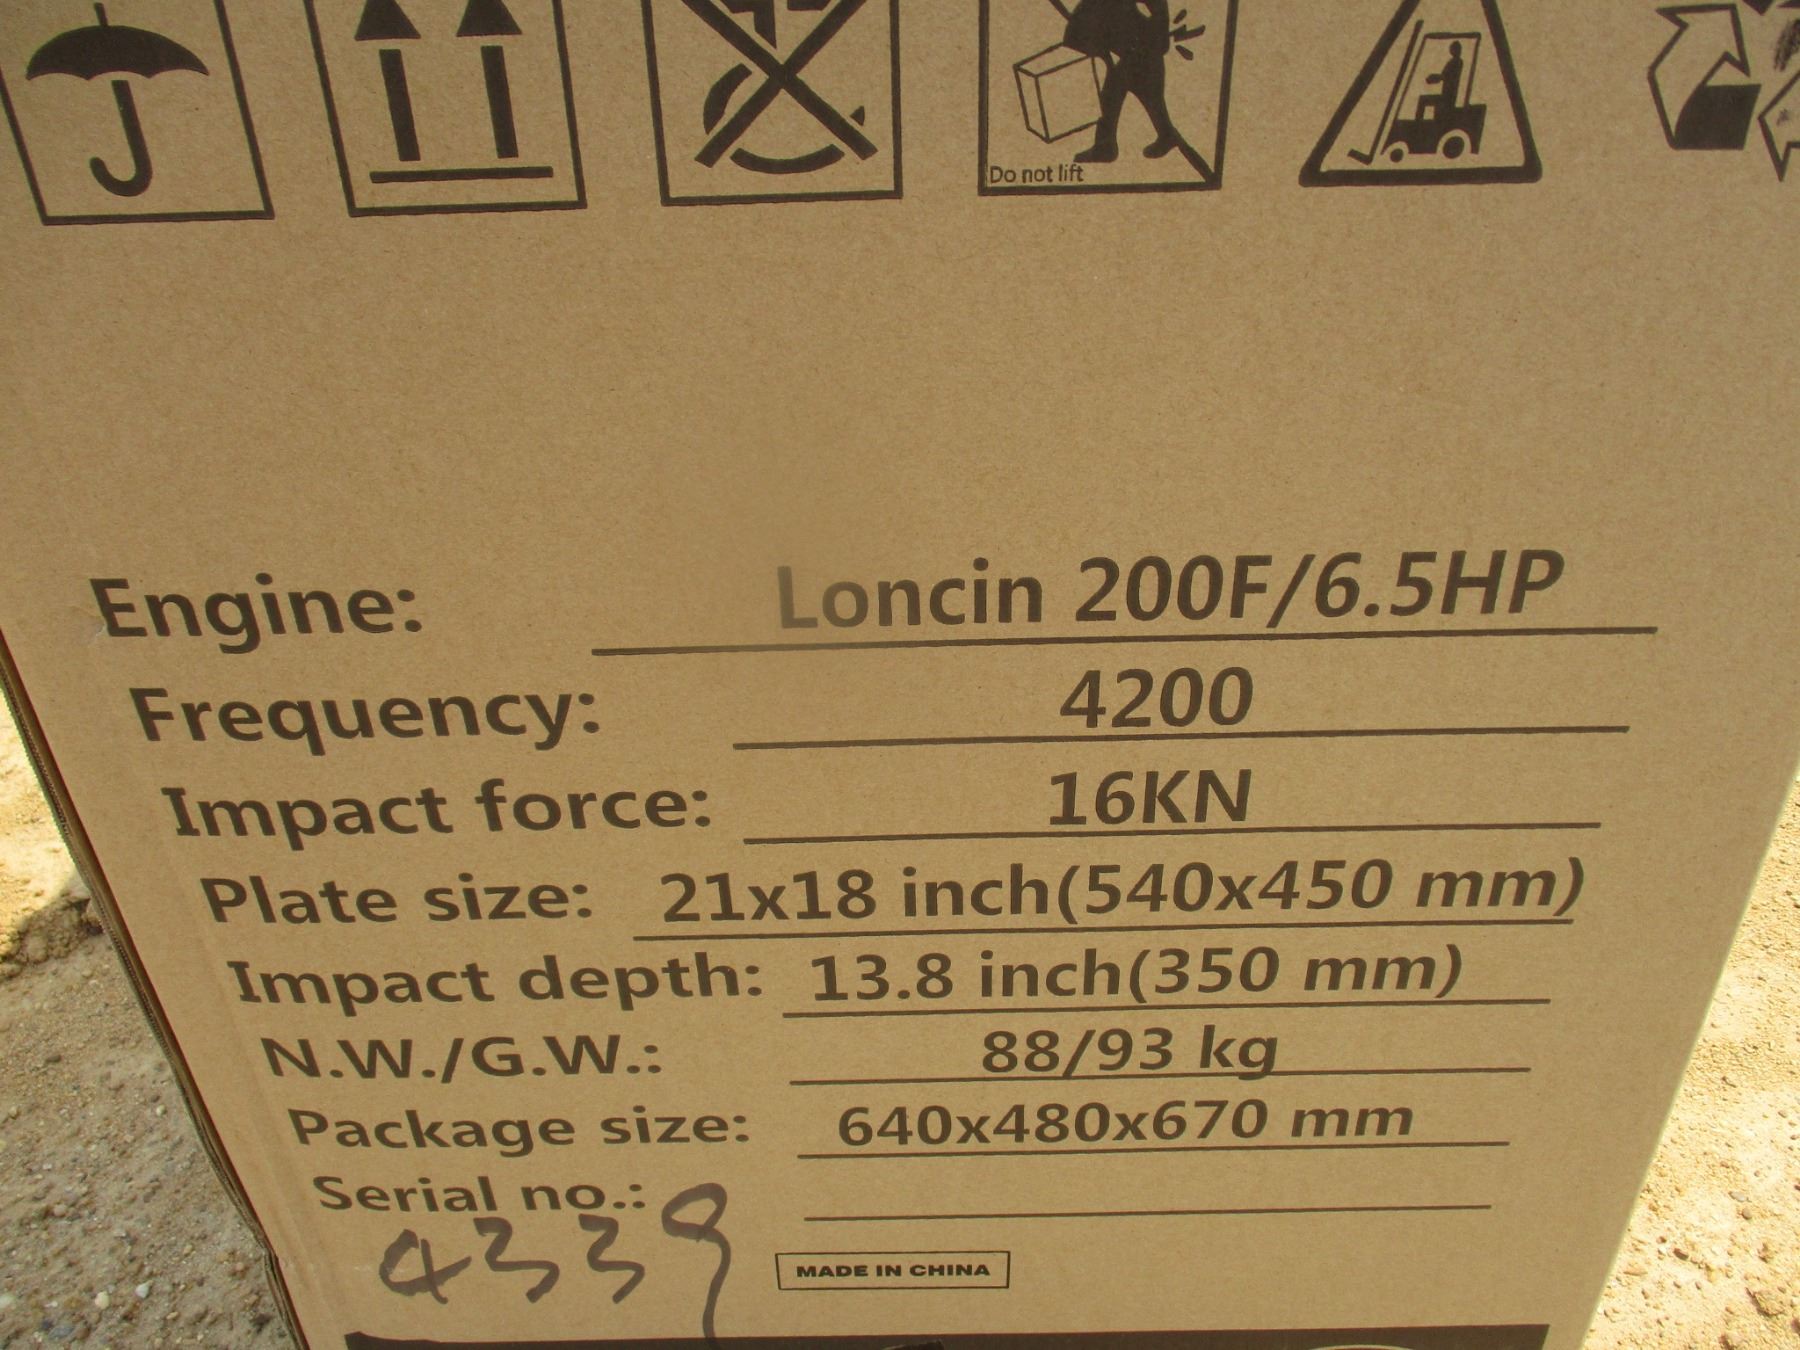 Do not lift
Engine: Loncin 200F/6.5HP
Frequency: 4200
Impact force: 16KN
Plate size: 21x18 inch(540x450 mm)
Impact depth: 13.8 inch(350 mm)
N.W./G.W.: 88/93 kg
Package size: 640x480x670 mm
Serial no.:
4339
MADE IN CHINA